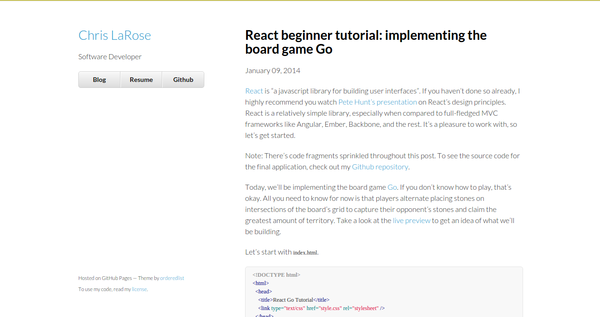 Chris LaRose
Software Developer
Blog Resume Github
Hosted on GitHub Pages — Theme by orderedlist
To use my code, read my license.
React beginner tutorial: implementing the
board game Go
January 09, 2014
React is "a javascript library for building user interfaces". If you haven't done so already, I
highly recommend you watch Pete Hunt's presentation on React's design principles.
React is a relatively simple library, especially when compared to full-fledged MVC
frameworks like Angular, Ember, Backbone, and the rest. It's a pleasure to work with, so
let's get started.
Note: There's code fragments sprinkled throughout this post. To see the source code for
the final application, check out my Github repository.
Today, we'll be implementing the board game Go. If you don't know how to play, that's
okay. All you need to know for now is that players alternate placing stones on
intersections of the board's grid to capture their opponent's stones and claim the
greatest amount of territory. Take a look at the live preview to get an idea of what we'll
be building.
Let's start with index.html.
<!DOCTYPE html>
<html>
<head>
<title>React Go Tutorial</title>
<link type="text/css" href="style.css" rel="stylesheet" />
</head>